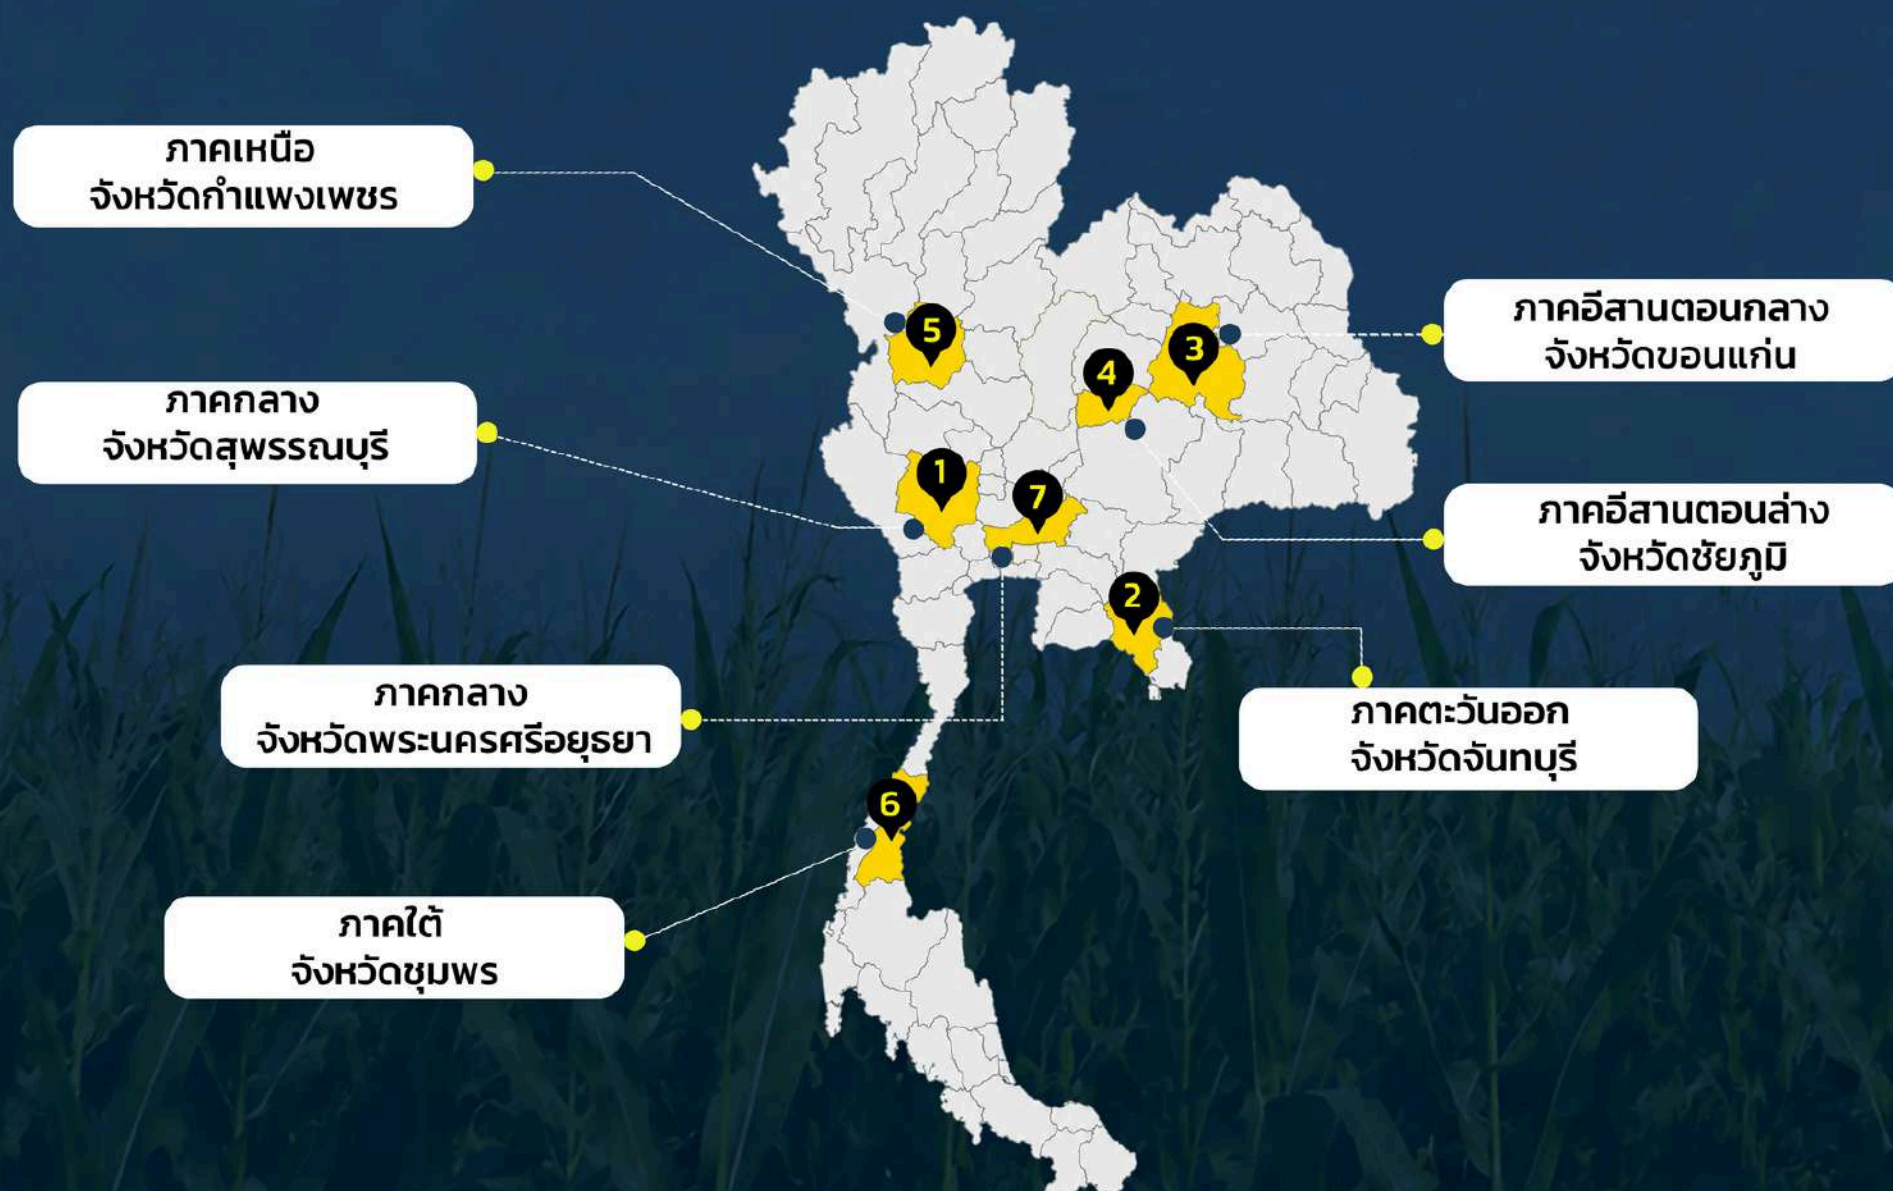 ภาคเหนือ
จังหวัดกำแพงเพชร
ภาคกลาง
จังหวัดสุพรรณบุรี
ภาคกลาง
จังหวัดพระนครศรีอยุธยา
ภาคใต้
จังหวัดชุมพร
5
3
4
1
7
2
6
ภาคอีสานตอนกลาง
จังหวัดขอนแก่น
ภาคอีสานตอนล่าง
จังหวัดชัยภูมิ
ภาคตะวันออก
จังหวัดจันทบุรี